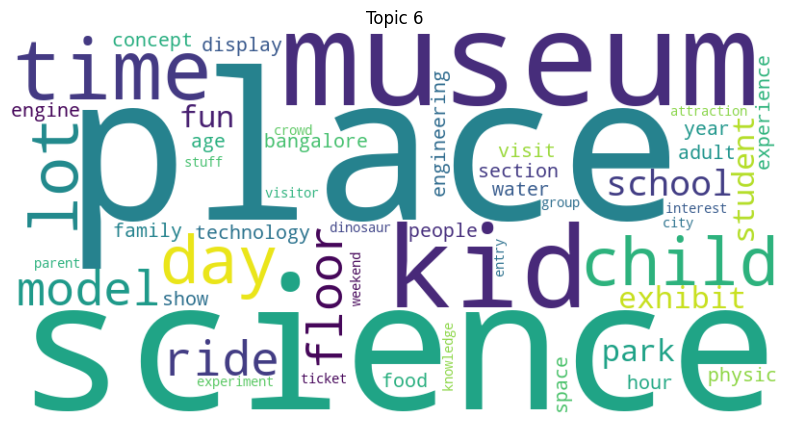 Topic 6
concept
display
time
museum
engine
fun
place
lot
crowd
bangalore
age
stuff
engineering
attraction
experience
year
visit
adult
student
section
school
water
visitor
group
interest
city
family
technology
dinosaur
people
parent
day
floor
weekend
kid
entry
child
model
show
exhibit
science
ride
experiment
ticket
food
knowledge
park
space
hour
physic